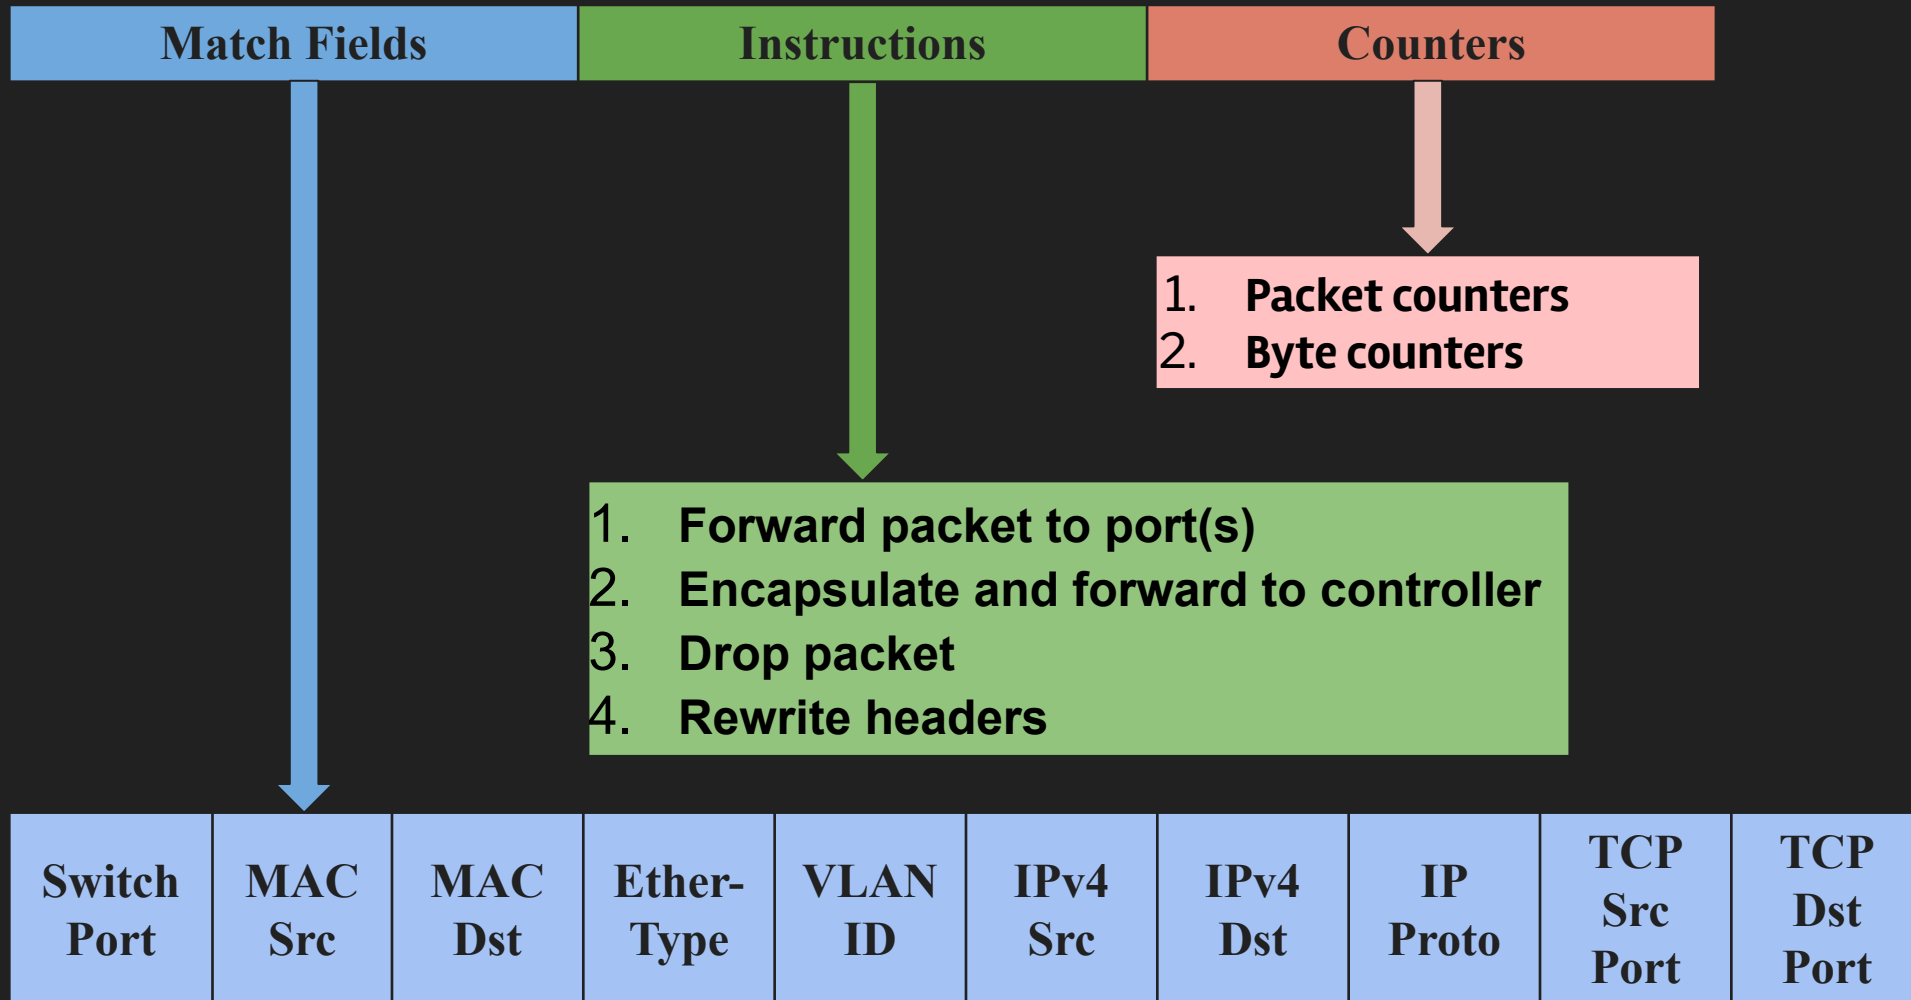 Match Fields
Instructions
Counters
1. Packet counters
2. Byte counters
1. Forward packet to port(s)
2. Encapsulate and forward to controller
3. Drop packet
4. Rewrite headers
Switch
Port
MAC
Src
MAC
Dst
Ether-
Type
VLAN
ID
IPv4
Src
IPv4
Dst
IP
Proto
TCP
Src
Port
TCP
Dst
Port